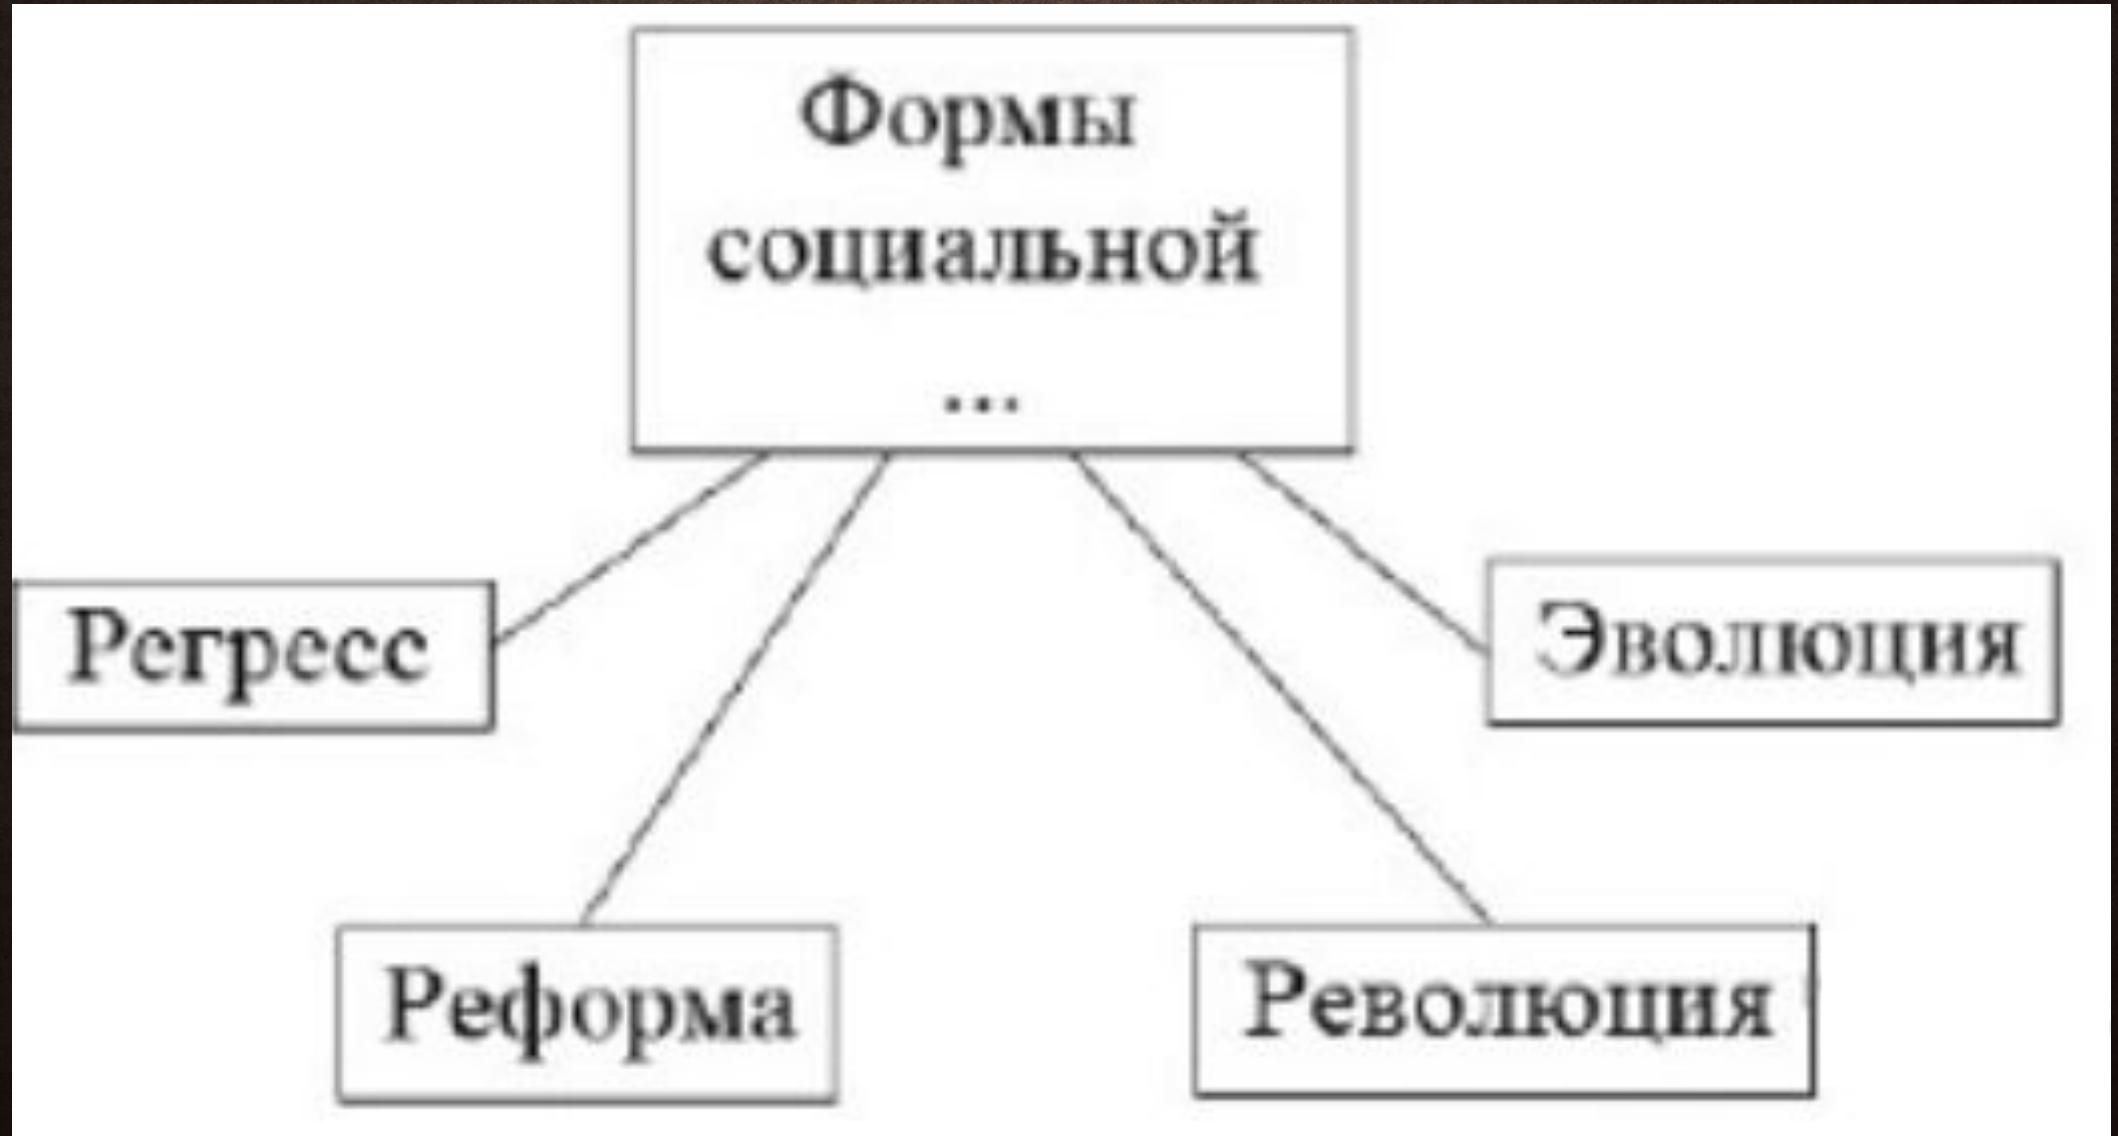 Формы
социальной
...
Регресс
Эволюция
Реформа
Революция